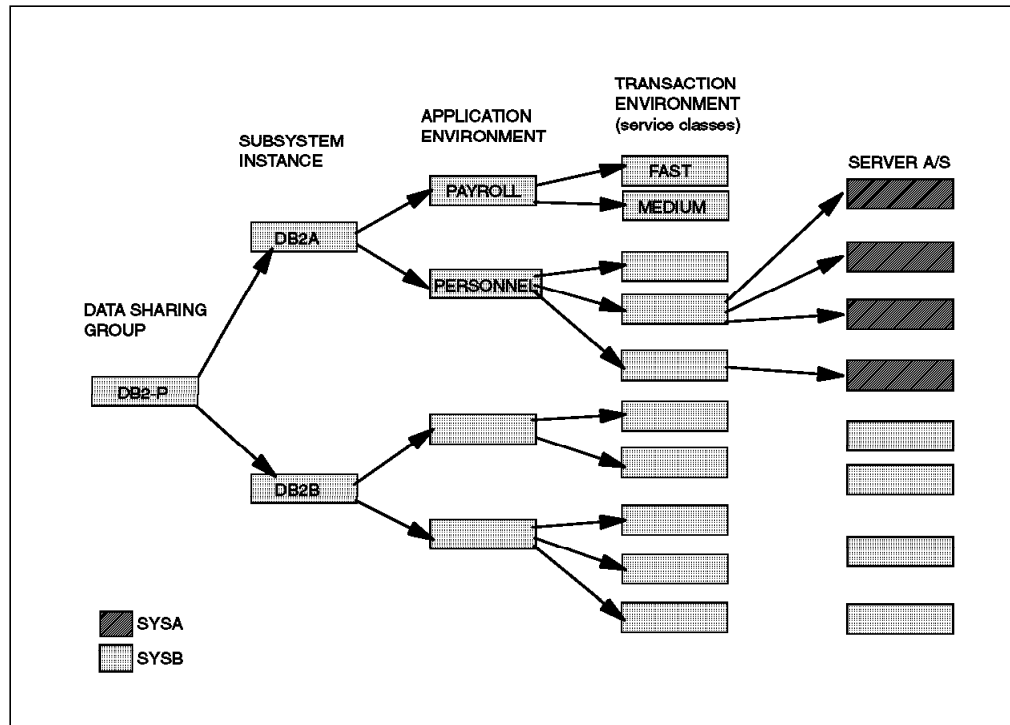 TRANSACTION
ENVIRONMENT
(service classes)
APPLICATION
ENVIRONMENT
SUBSYSTEM
INSTANCE
SERVER A/S
FAST
PAYROLL
MEDIUM
DB2A
PERSONNEL
DATA SHARING
GROUP
DB2-P
DB2B
SYSA
SYSB